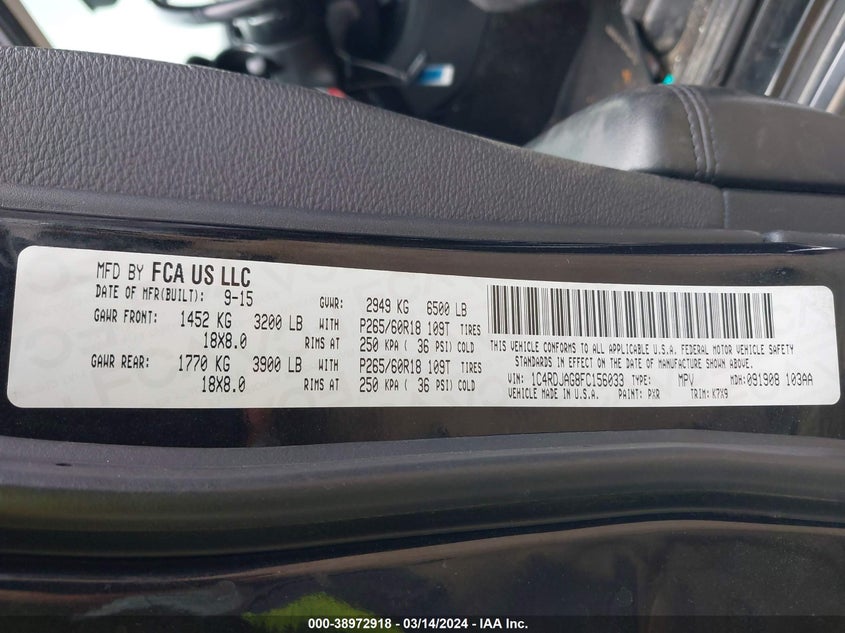 MFD BY FCA US LLC
DATE OF MFR(BUILT): 9-15 GVWR: 2949 KG 6500 LB
GAWR FRONT: 1452 KG 3200 LB WITH P265/60R18 109T TIRES
18X8.0 RIMS AT 250 KPA ( 36 PSI) COLD
GAWR REAR: 1770 KG 3900 LB WITH P265/60R18 109T TIRES
18X8.0 RIMS AT 250 KPA ( 36 PSI) COLD
THIS VEHICLE CONFORMS TO ALL APPLICABLE U.S.A. FEDERAL MOTOR VEHICLE SAFETY
STANDARDS IN EFFECT ON THE DATE OF MANUFACTURE SHOWN ABOVE.
VIN: 1C4RDJAG8FC156033 TYPE: MPV MDH:091908 103AA
VEHICLE MADE IN U.S.A. PAINT: PXR TRIM: K7X9
000-38972918 - 03/14/2024 - IAA Inc.